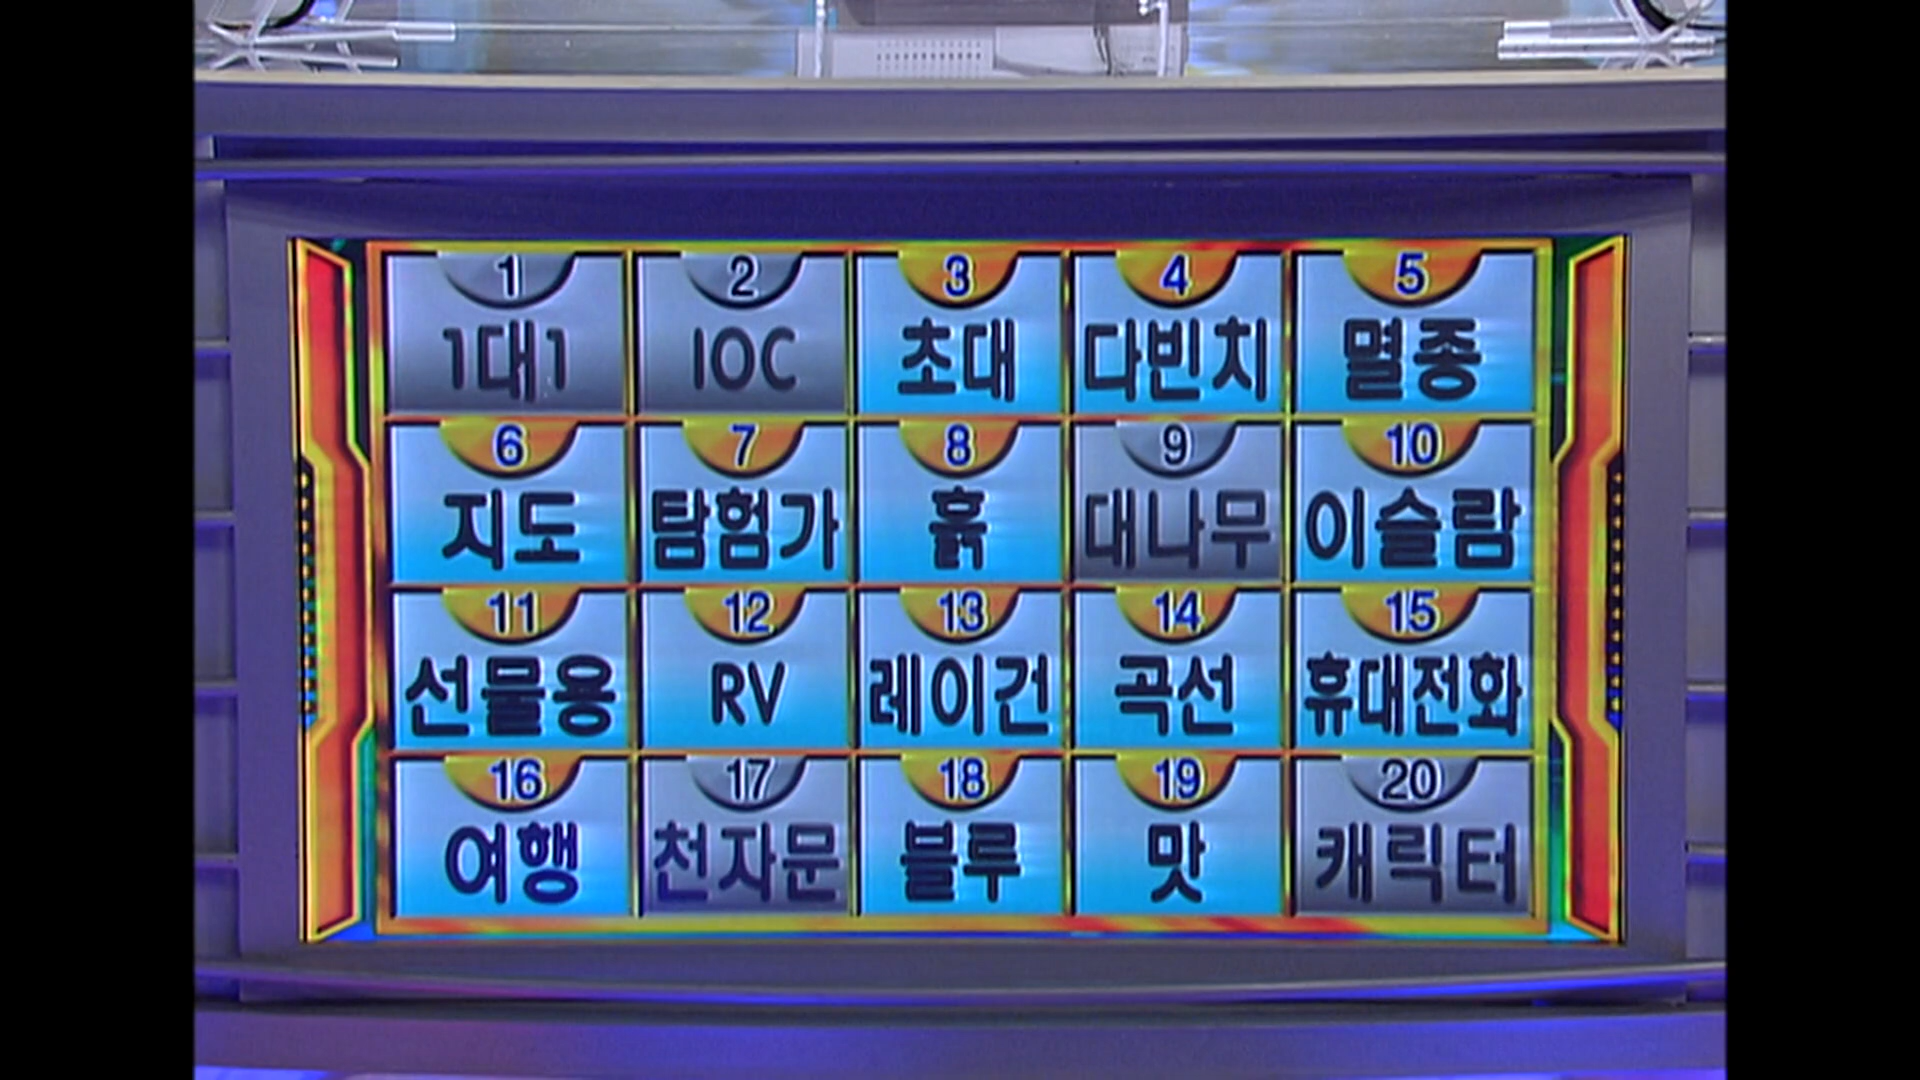 1 2 3 4 5
1대1 IOC 초대 다빈치 멸종
6 7 8 9 10
지도 탐험가 흙 대나무 이슬람
11 12 13 14 15
선물용 RV 레이건 곡선 휴대전화
16 17 18 19 20
여행 천자문 블루 맛 캐릭터